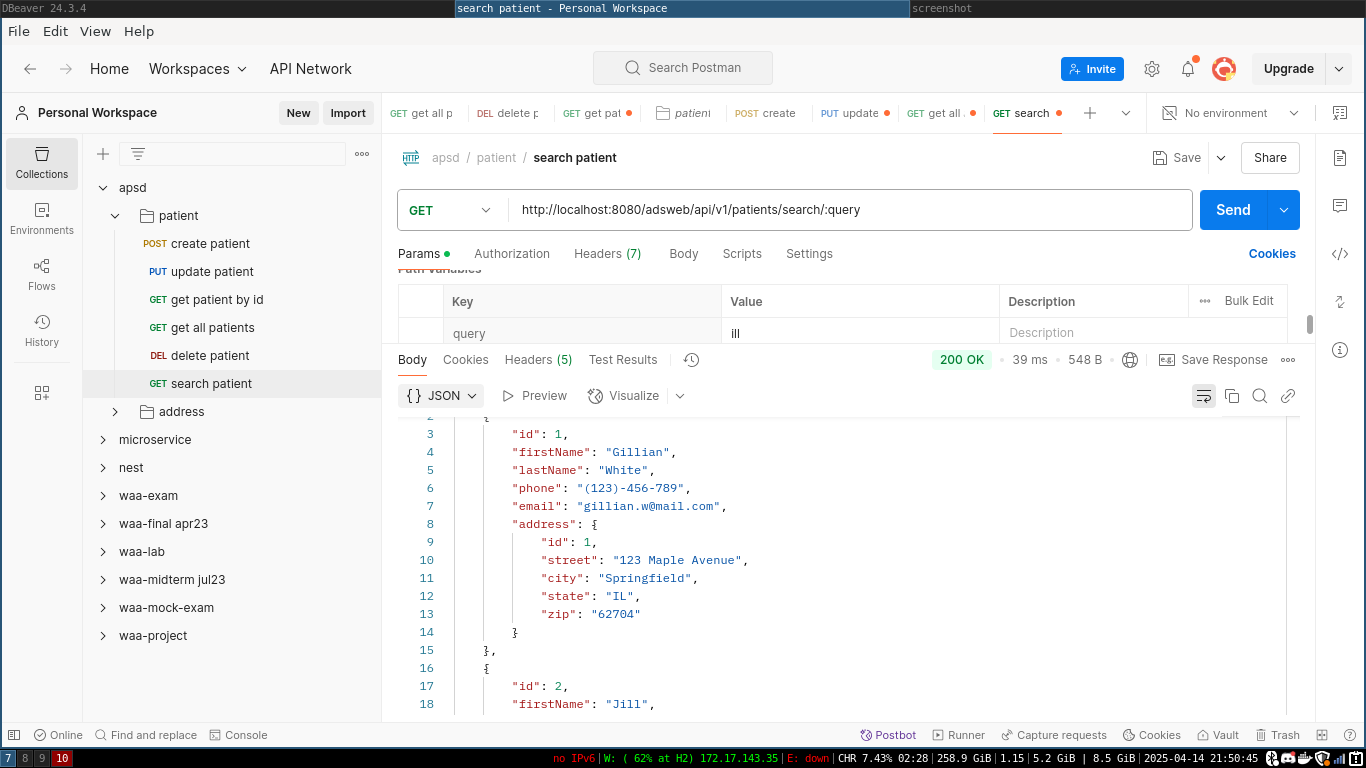 DBeaver 24.3.4
search patient - Personal Workspace
screenshot
File Edit View Help
Home Workspaces API Network
Search Postman
Invite
Upgrade
Personal Workspace
New Import
GET get all p
DEL delete p
GET get pat
patient
POST create
PUT update
GET get all
GET search
No environment
Collections
Environments
Flows
History
apsd
patient
POST create patient
PUT update patient
GET get patient by id
GET get all patients
DEL delete patient
GET search patient
address
microservice
nest
waa-exam
waa-final apr23
waa-lab
waa-midterm jul23
waa-mock-exam
waa-project
HTTP apsd / patient / search patient
Save Share
GET http://localhost:8080/adsweb/api/v1/patients/search/:query
Send
Params Authorization Headers (7) Body Scripts Settings Cookies
Path Variables
Key Value Description Bulk Edit
query ill Description
Body Cookies Headers (5) Test Results
200 OK 39 ms 548 B e.g. Save Response
{ } JSON Preview Visualize
2 {
3 "id": 1,
4 "firstName": "Gillian",
5 "lastName": "White",
6 "phone": "(123)-456-789",
7 "email": "gillian.w@mail.com",
8 "address": {
9 "id": 1,
10 "street": "123 Maple Avenue",
11 "city": "Springfield",
12 "state": "IL",
13 "zip": "62704"
14 }
15 },
16 {
17 "id": 2,
18 "firstName": "Jill",
Online Find and replace Console
Postbot Runner Capture requests Cookies Vault Trash
7 8 9 10
no IPv6|W: ( 62% at H2) 172.17.143.35|E: down|CHR 7.43% 02:28|258.9 GiB|1.15|5.2 GiB | 8.5 GiB|2025-04-14 21:50:45